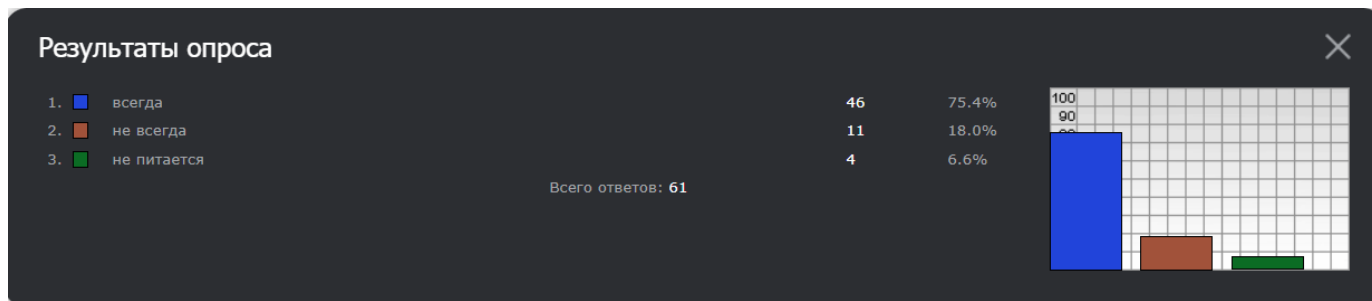 Результаты опроса
1. всегда 46 75.4%
2. не всегда 11 18.0%
3. не питается 4 6.6%
Всего ответов: 61
100
90